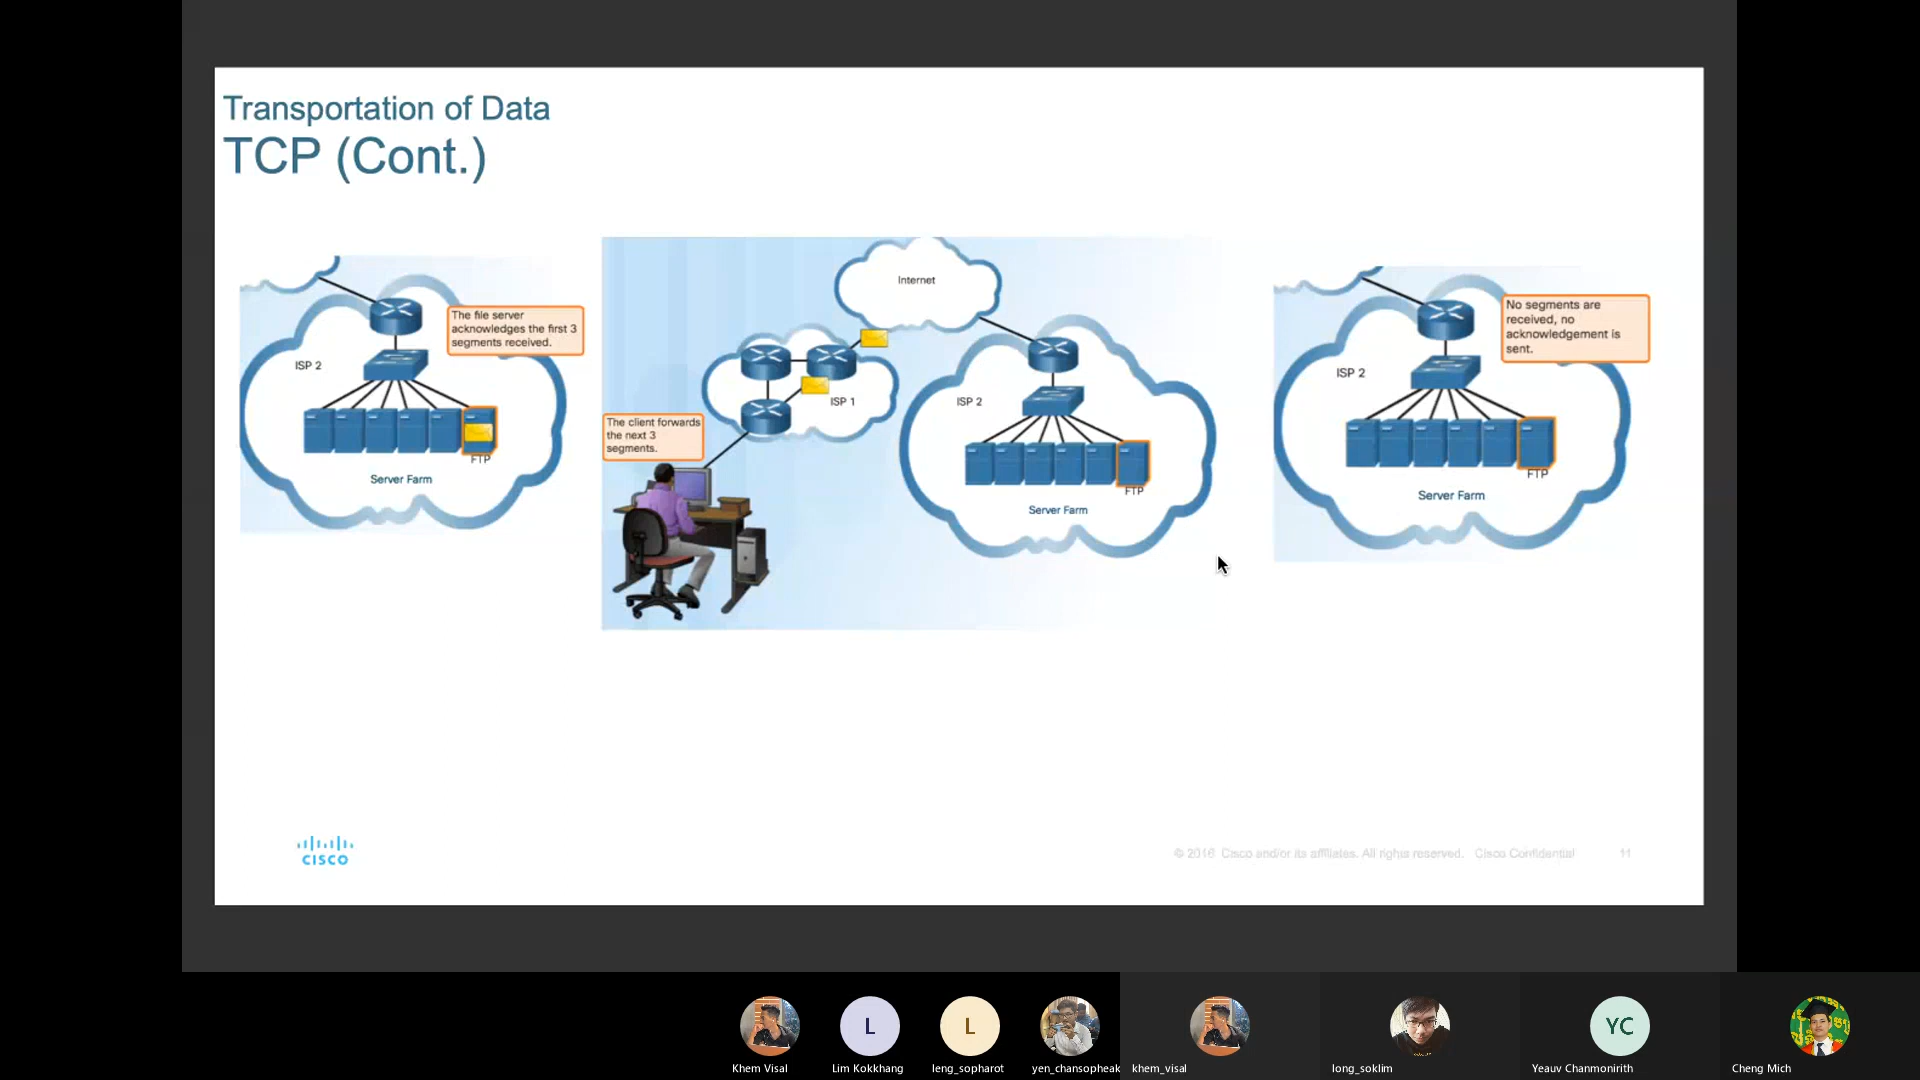 Transportation of Data
TCP (Cont.)
The file server
acknowledges the first 3
segments received.
ISP 2
FTP
Server Farm
Internet
ISP 1
The client forwards
the next 3
segments.
ISP 2
FTP
Server Farm
No segments are
received, no
acknowledgement is
sent.
ISP 2
FTP
Server Farm
CISCO
© 2016 Cisco and/or its affiliates. All rights reserved. Cisco Confidential 11
L
L
YC
Khem Visal
Lim Kokkhang
leng_sopharot
yen_chansopheak
khem_visal
long_soklim
Yeauv Chanmonirith
Cheng Mich